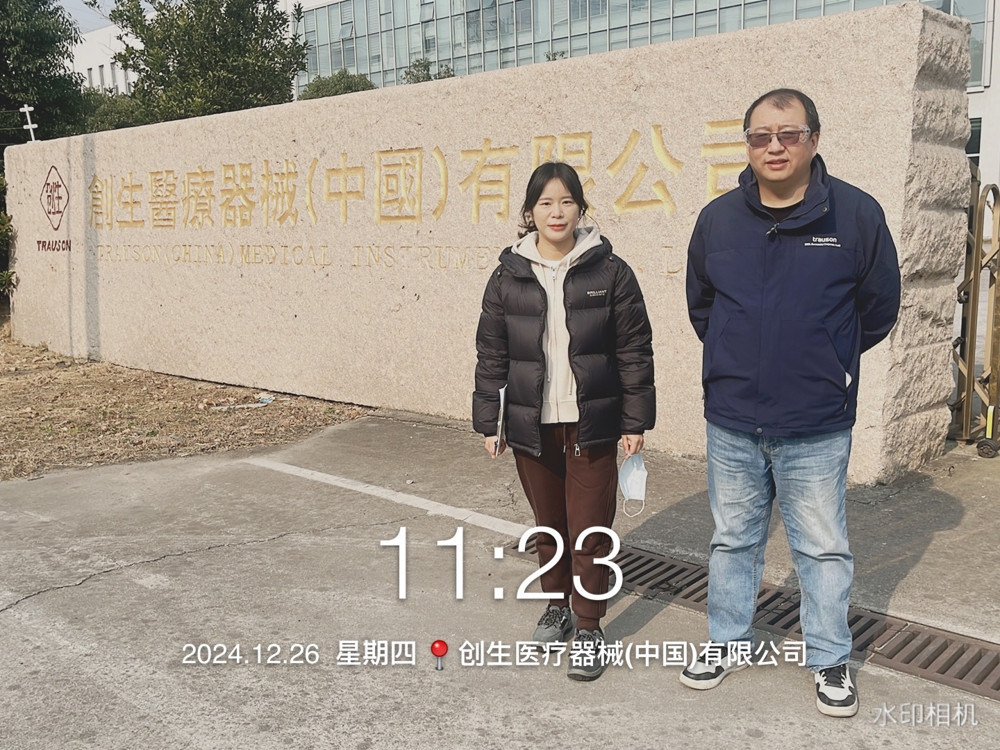 创生
TRAUSON
創生醫療器械(中國)有限公司
TRAUSON(CHINA)MEDICAL INSTRUME
. L
trauson
BRILLIANT
11:23
2024.12.26 星期四 创生医疗器械(中国)有限公司
水印相机